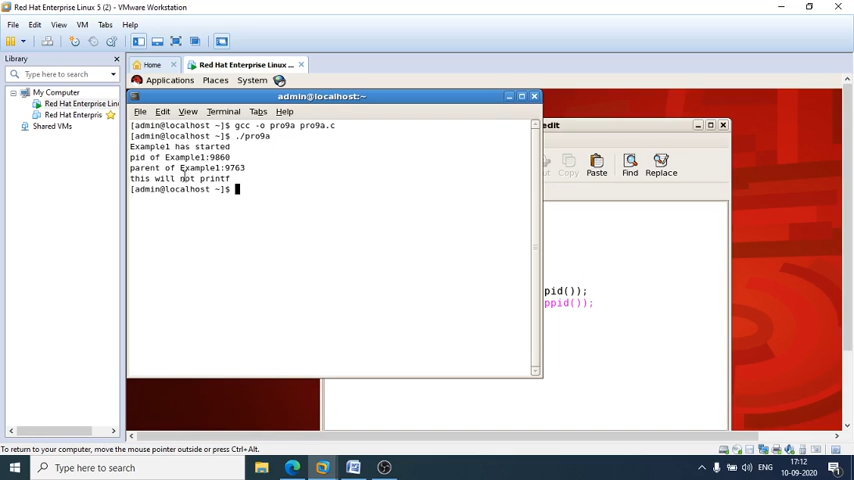 Red Hat Enterprise Linux 5 (2) - VMware Workstation
File Edit View VM Tabs Help
Library
Home
Red Hat Enterprise Linux ...
Type here to search
My Computer
Red Hat Enterprise Linu
Red Hat Enterpris
Shared VMs
Applications Places System
admin@localhost:~
File Edit View Terminal Tabs Help
[admin@localhost ~]$ gcc -o pro9a pro9a.c
[admin@localhost ~]$ ./pro9a
Example1 has started
pid of Example1:9860
parent of Example1:9763
this will not printf
[admin@localhost ~]$
edit
ut Copy Paste Find Replace
pid());
ppid());
To return to your computer, move the mouse pointer outside or press Ctrl+Alt.
Type here to search
ENG
17:12
10-09-2020